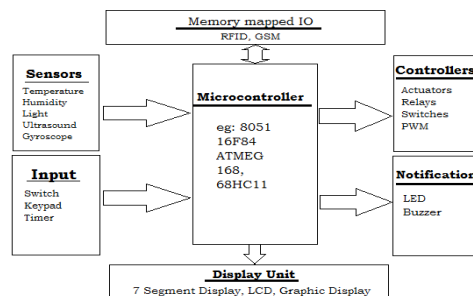 Memory mapped IO
RFID, GSM
Sensors
Temperature
Humidity
Light
Ultrasound
Gyroscope
Input
Switch
Keypad
Timer
Microcontroller
eg: 8051
16F84
ATMEG
168,
68HC11
Controllers
Actuators
Relays
Switches
PWM
Notification
LED
Buzzer
Display Unit
7 Segment Display, LCD, Graphic Display